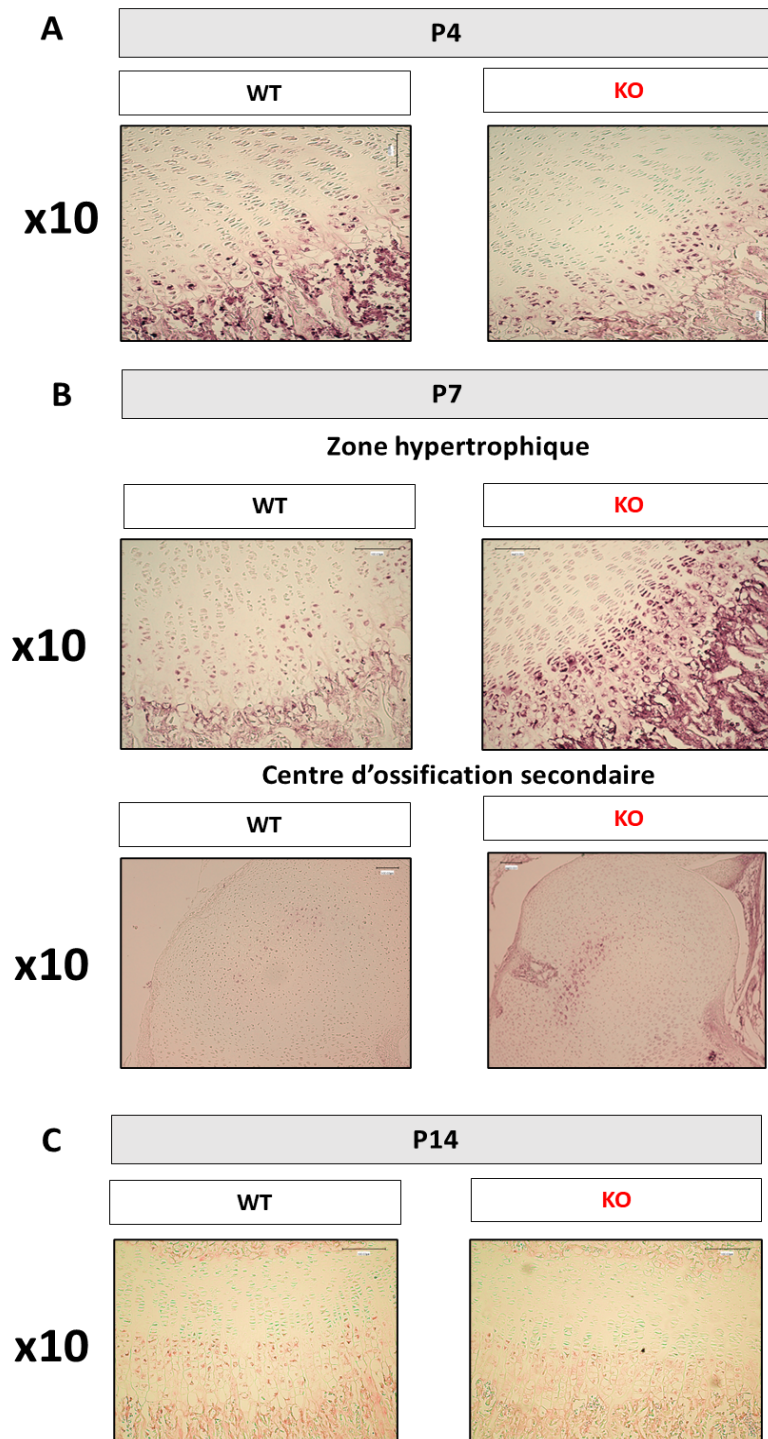 A
P4
WT
KO
x10
B
P7
Zone hypertrophique
WT
KO
x10
Centre d'ossification secondaire
WT
KO
x10
C
P14
WT
KO
x10